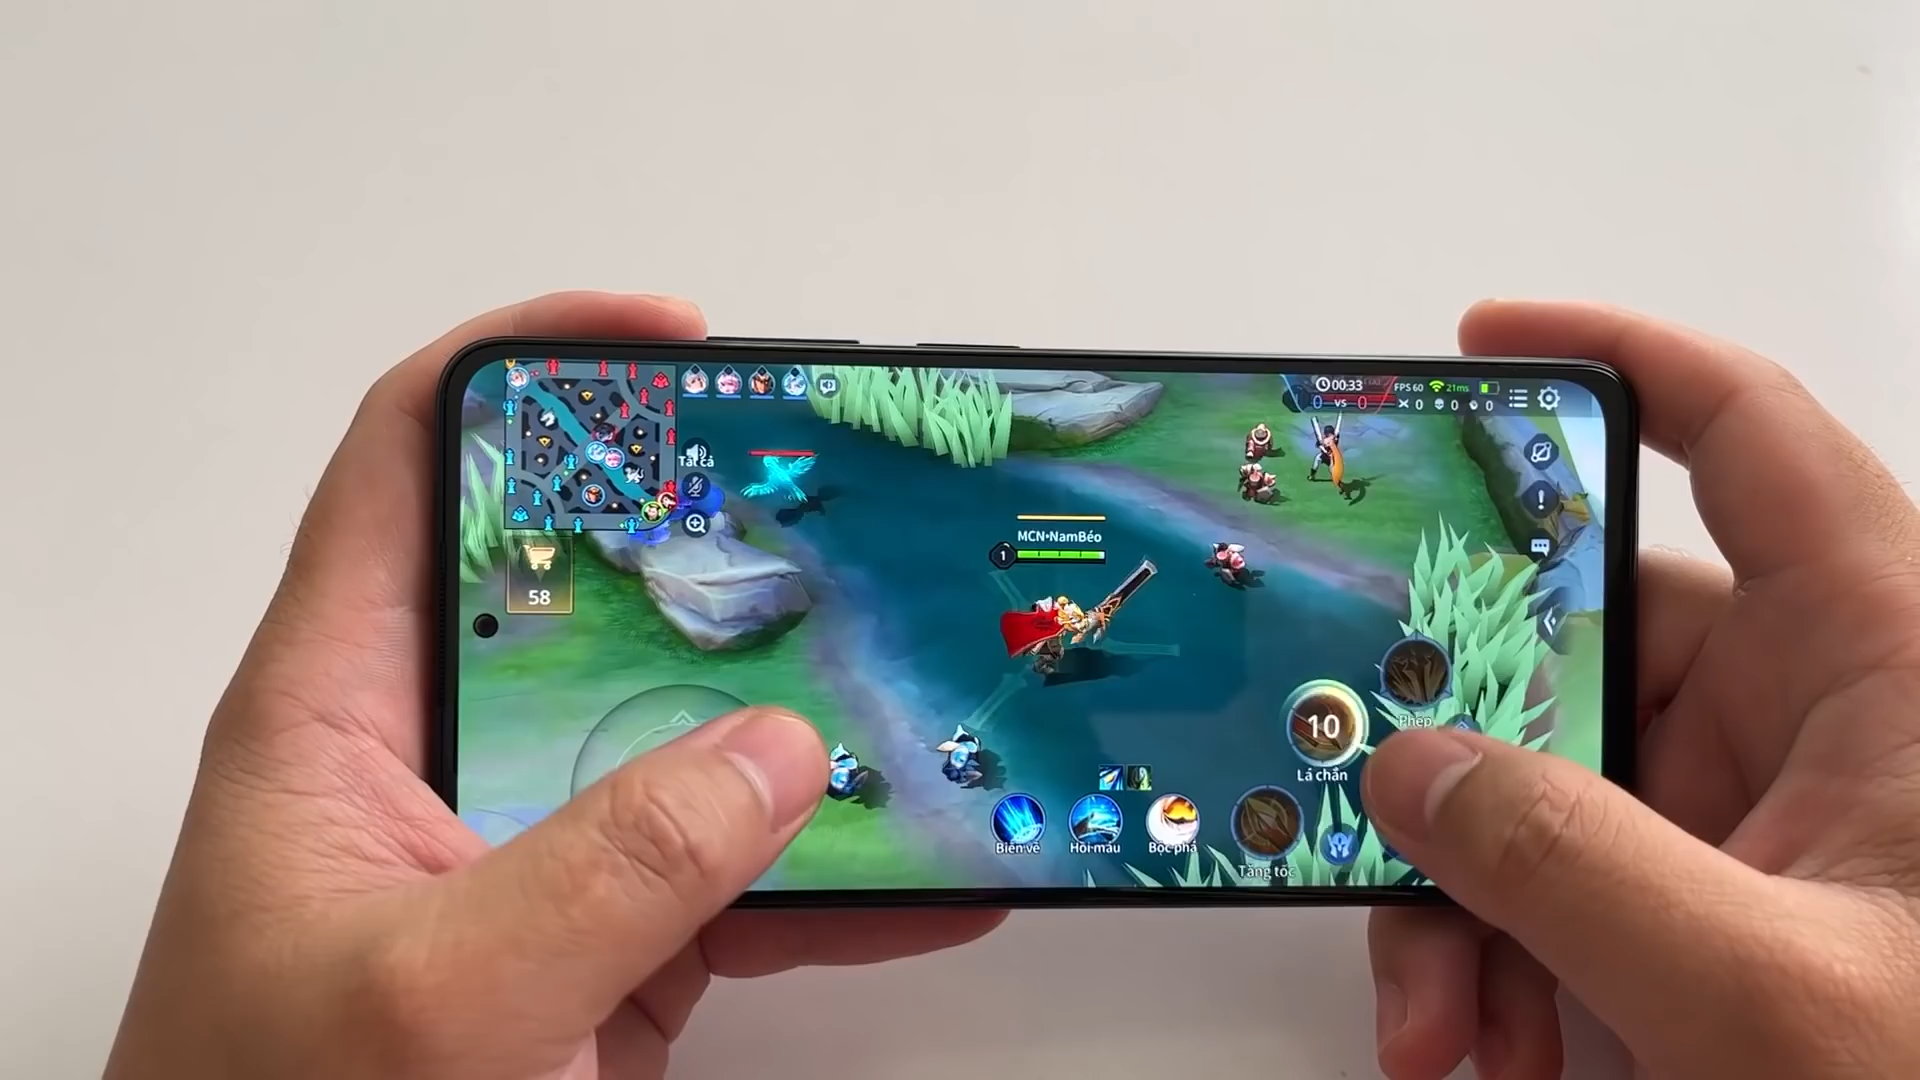 00:33
FPS 60
21ms
0 vs 0
0
0
0
Tất cả
MCN•NamBéo
1
58
Phép
10
Lá chắn
Biến về
Hồi máu
Bộc phá
Tăng tốc